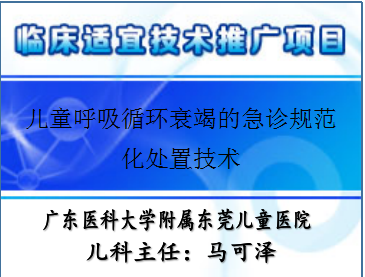 临床适宜技术推广项目
儿童呼吸循环衰竭的急诊规范
化处置技术
广东医科大学附属东莞儿童医院
儿科主任：马可泽